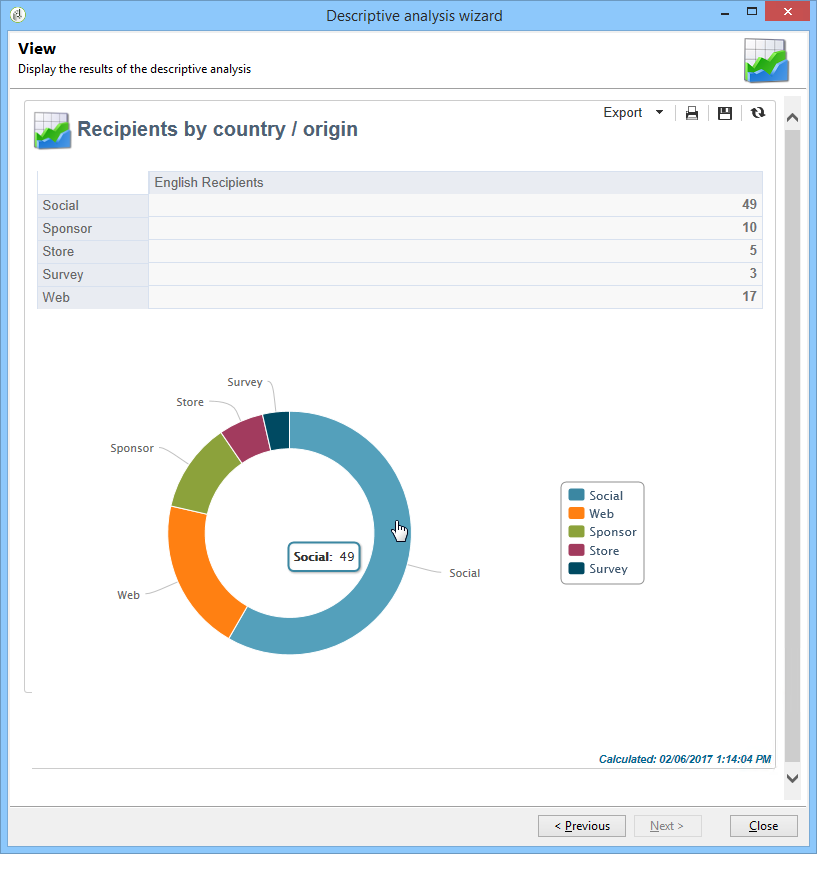 Descriptive analysis wizard
View
Display the results of the descriptive analysis
Export
Recipients by country / origin
English Recipients
Social 49
Sponsor 10
Store 5
Survey 3
Web 17
Survey
Store
Sponsor
Social
Web
Sponsor
Store
Survey
Social: 49
Social
Web
Calculated: 02/06/2017 1:14:04 PM
< Previous
Next >
Close